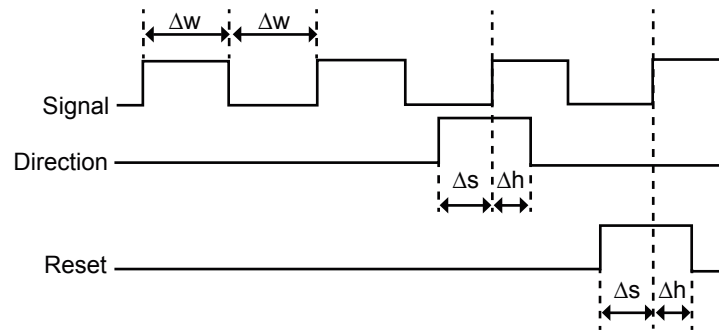 Δw Δw
Signal
Direction
Δs Δh
Reset
Δs Δh